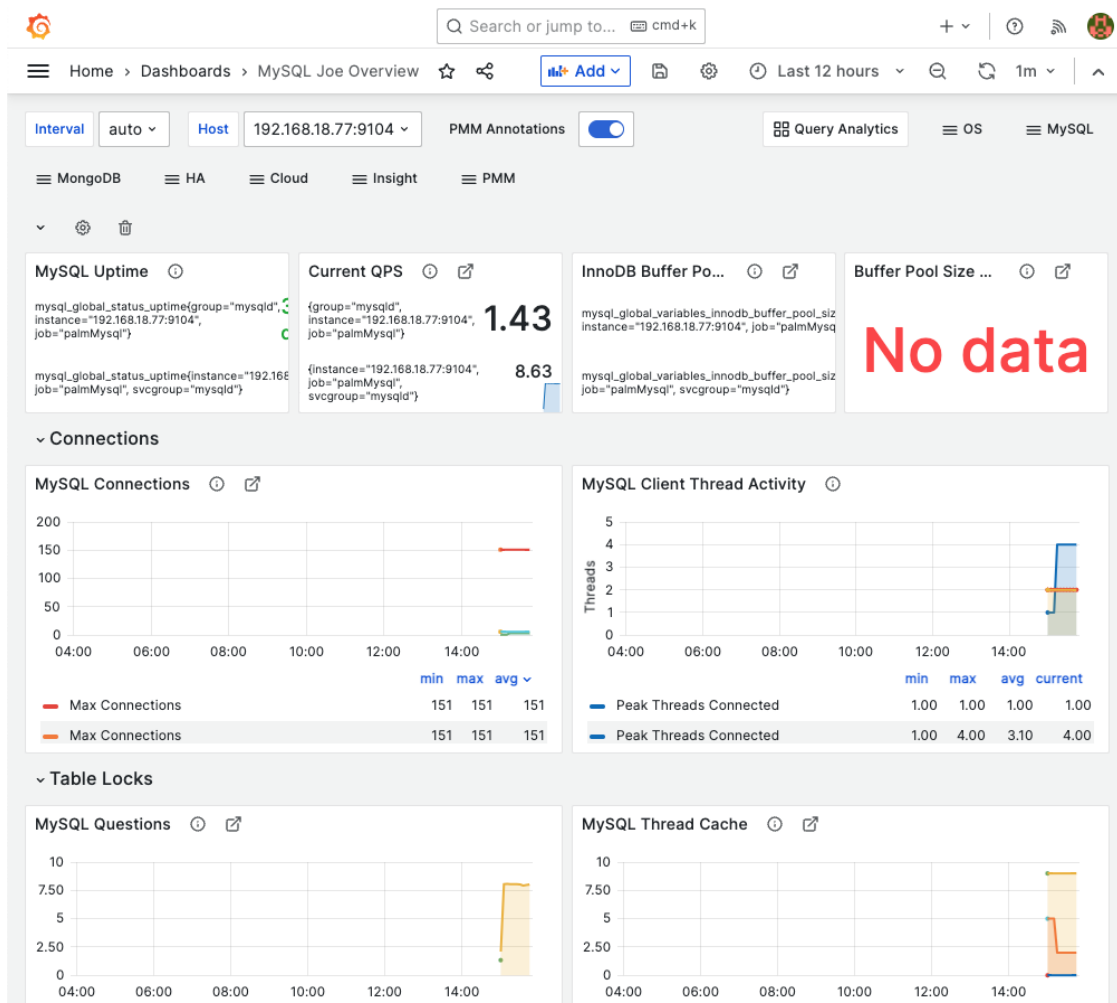 Search or jump to... cmd+k
Home › Dashboards › MySQL Joe Overview Add Last 12 hours 1m
Interval auto Host 192.168.18.77:9104 PMM Annotations Query Analytics OS MySQL
MongoDB HA Cloud Insight PMM
MySQL Uptime
mysql_global_status_uptime{group="mysqld",
instance="192.168.18.77:9104",
job="palmMysql"}
mysql_global_status_uptime{instance="192.168
job="palmMysql", svcgroup="mysqld"}
Current QPS
{group="mysqld",
instance="192.168.18.77:9104",
job="palmMysql"}
1.43
{instance="192.168.18.77:9104",
job="palmMysql",
svcgroup="mysqld"}
8.63
InnoDB Buffer Po...
mysql_global_variables_innodb_buffer_pool_siz
instance="192.168.18.77:9104", job="palmMysq
mysql_global_variables_innodb_buffer_pool_siz
job="palmMysql", svcgroup="mysqld"}
Buffer Pool Size ...
No data
Connections
MySQL Connections
200
150
100
50
0
04:00 06:00 08:00 10:00 12:00 14:00
min max avg
Max Connections 151 151 151
Max Connections 151 151 151
MySQL Client Thread Activity
Threads
5
4
3
2
1
0
04:00 06:00 08:00 10:00 12:00 14:00
min max avg current
Peak Threads Connected 1.00 1.00 1.00 1.00
Peak Threads Connected 1.00 4.00 3.10 4.00
Table Locks
MySQL Questions
10
7.50
5
2.50
0
04:00 06:00 08:00 10:00 12:00 14:00
MySQL Thread Cache
10
7.50
5
2.50
0
04:00 06:00 08:00 10:00 12:00 14:00